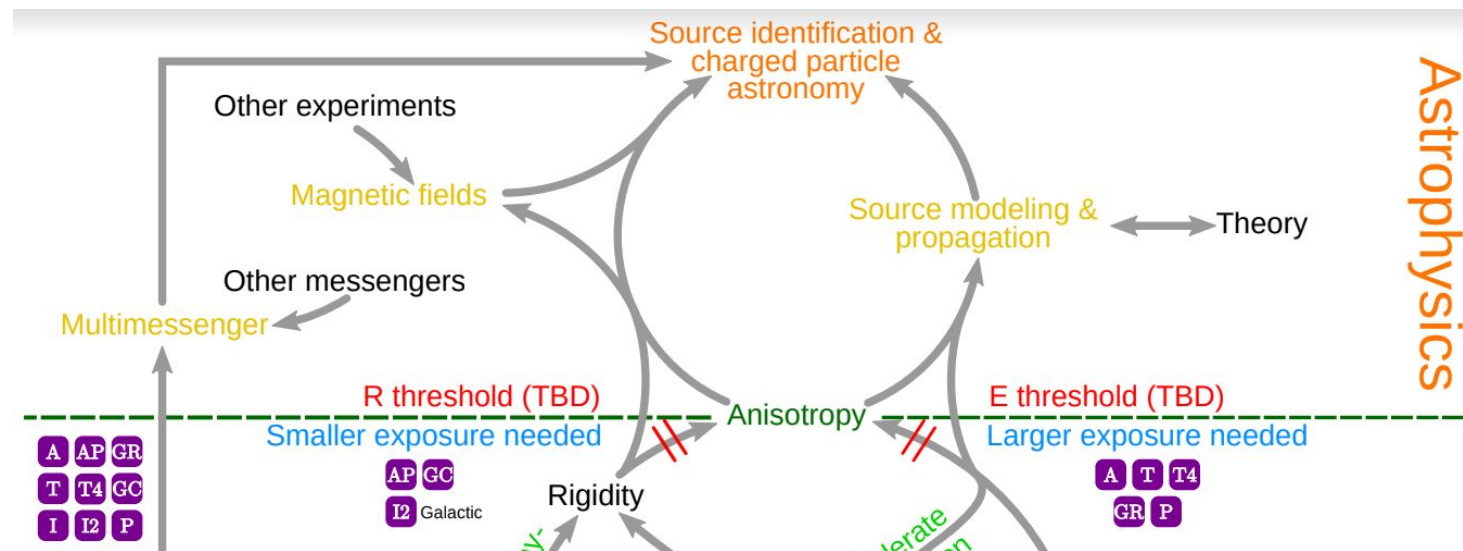 Source identification &
charged particle
astronomy
Astrophysics
Other experiments
Magnetic fields
Source modeling &
propagation
Theory
Other messengers
Multimessenger
R threshold (TBD)
E threshold (TBD)
Anisotropy
Smaller exposure needed
Larger exposure needed
A AP GR
T T4 GC
I I2 P
AP GC
I2 Galactic
A T T4
GR P
Rigidity